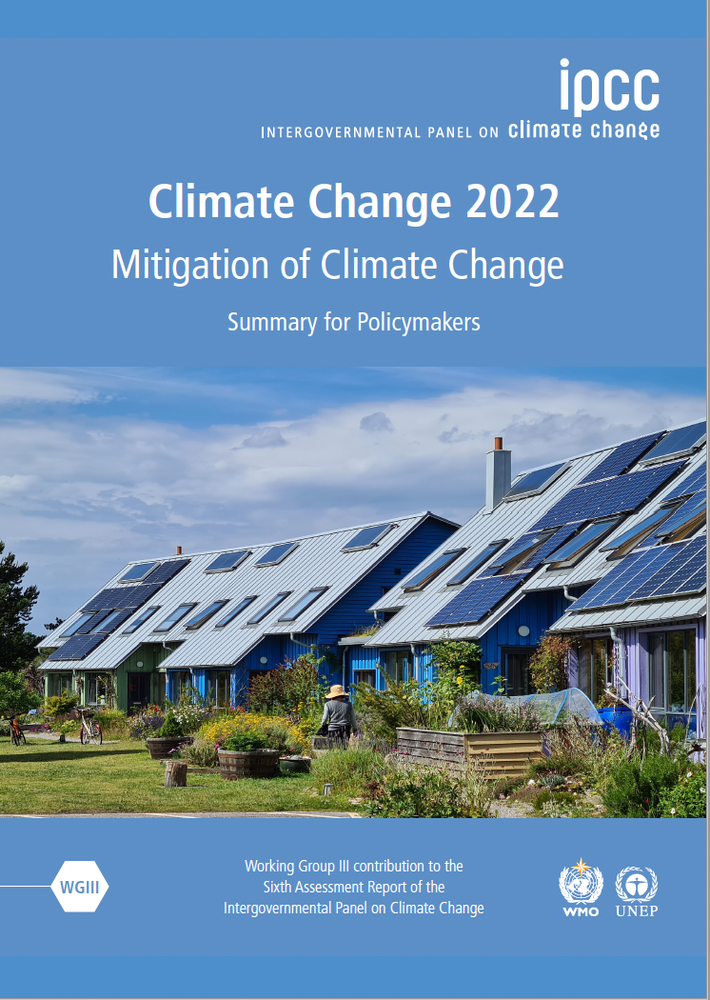 ipcc
INTERGOVERNMENTAL PANEL ON climate change
Climate Change 2022
Mitigation of Climate Change
Summary for Policymakers
WGIII
Working Group III contribution to the
Sixth Assessment Report of the
Intergovernmental Panel on Climate Change
WMO
UNEP